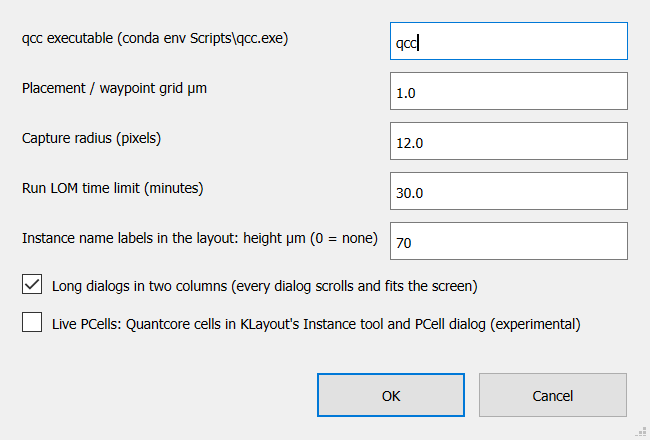 qcc executable (conda env Scripts\qcc.exe)
qcc
Placement / waypoint grid µm
1.0
Capture radius (pixels)
12.0
Run LOM time limit (minutes)
30.0
Instance name labels in the layout: height µm (0 = none)
70
Long dialogs in two columns (every dialog scrolls and fits the screen)
Live PCells: Quantcore cells in KLayout's Instance tool and PCell dialog (experimental)
OK
Cancel